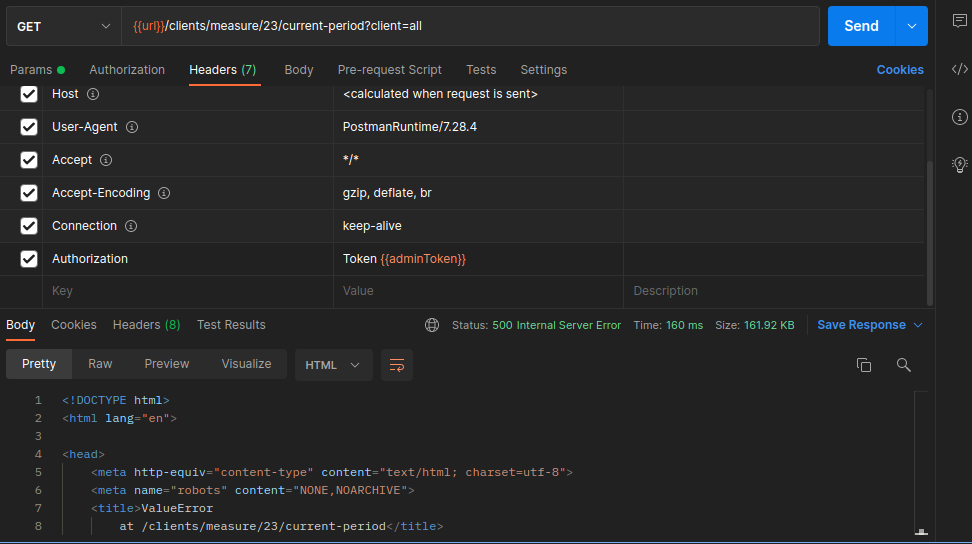 GET {{url}}/clients/measure/23/current-period?client=all Send
Params Authorization Headers (7) Body Pre-request Script Tests Settings Cookies
Host <calculated when request is sent>
User-Agent PostmanRuntime/7.28.4
Accept */*
Accept-Encoding gzip, deflate, br
Connection keep-alive
Authorization Token {{adminToken}}
Key Value Description
Body Cookies Headers (8) Test Results Status: 500 Internal Server Error Time: 160 ms Size: 161.92 KB Save Response
Pretty Raw Preview Visualize HTML
1 <!DOCTYPE html>
2 <html lang="en">
3
4 <head>
5 <meta http-equiv="content-type" content="text/html; charset=utf-8">
6 <meta name="robots" content="NONE,NOARCHIVE">
7 <title>ValueError
8 at /clients/measure/23/current-period</title>